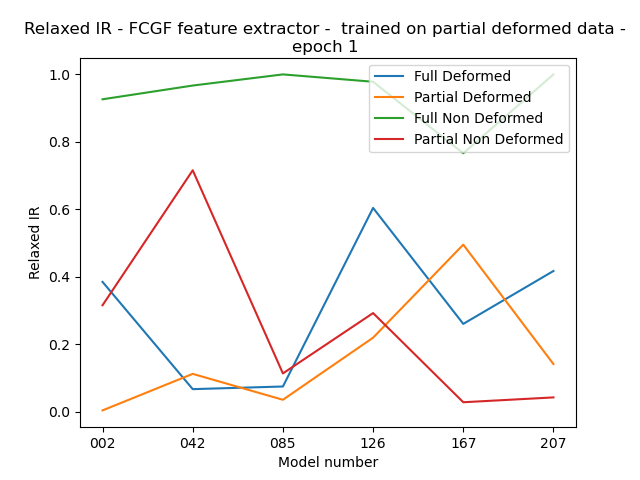 Relaxed IR - FCGF feature extractor -  trained on partial deformed data -
epoch 1
Full Deformed
Partial Deformed
Full Non Deformed
Partial Non Deformed
Relaxed IR
1.0
0.8
0.6
0.4
0.2
0.0
002 042 085 126 167 207
Model number